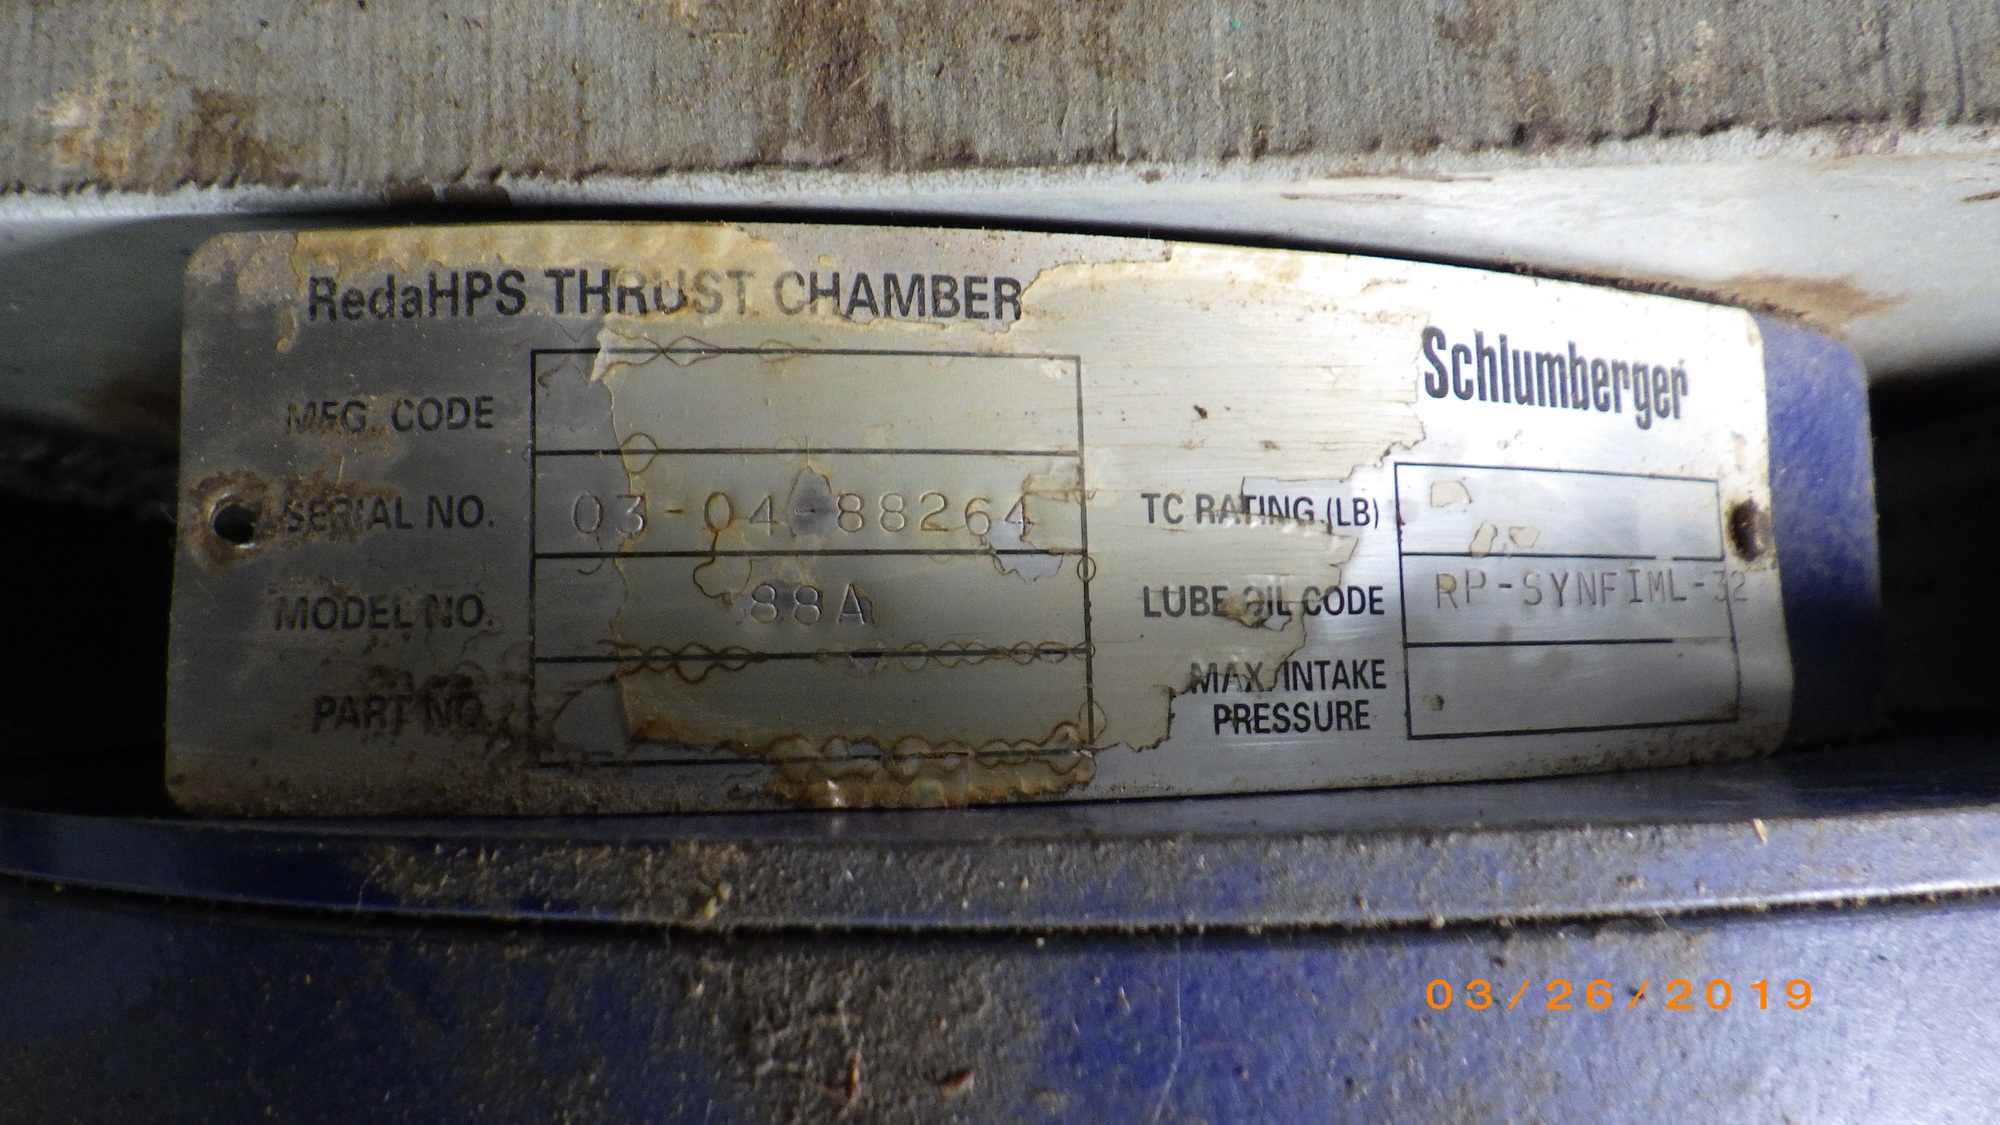 RedaHPS THRUST CHAMBER
Schlumberger
MFG. CODE
SERIAL NO. 03-04-88264
MODEL NO. 88A
PART NO.
TC RATING (LB)
LUBE OIL CODE RP-SYNFIML-32
MAX INTAKE
PRESSURE
03/26/2019